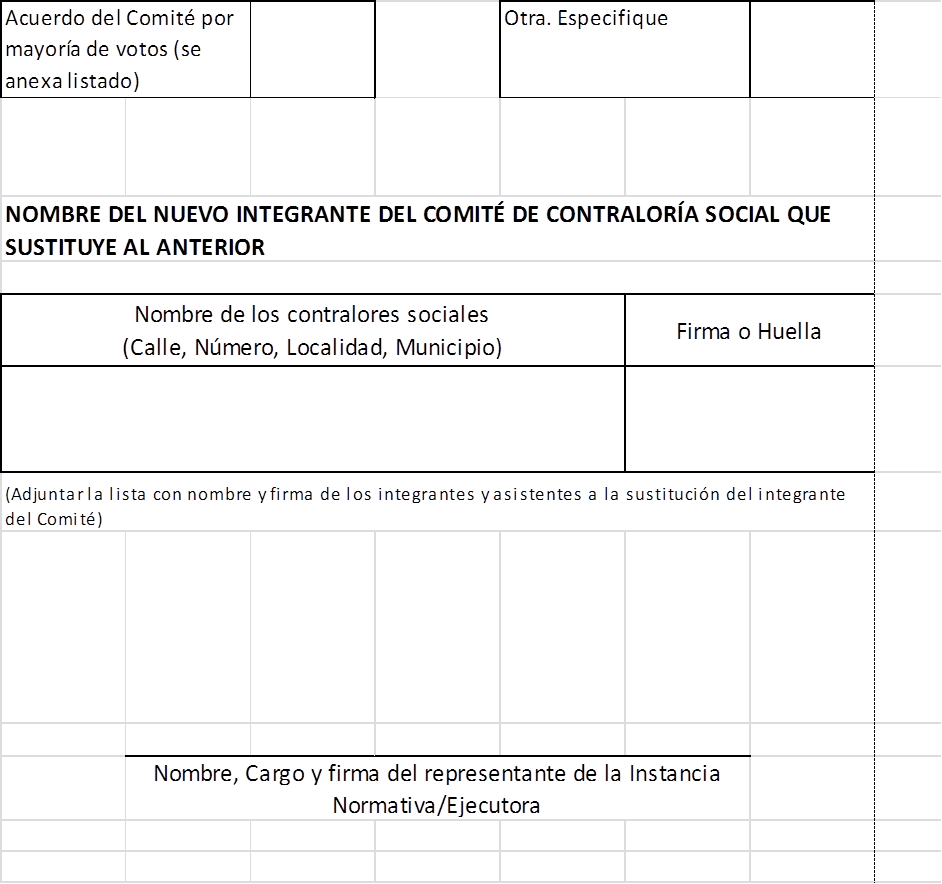 Acuerdo del Comité por
mayoría de votos (se
anexa listado)
Otra. Especifique
NOMBRE DEL NUEVO INTEGRANTE DEL COMITÉ DE CONTRALORÍA SOCIAL QUE
SUSTITUYE AL ANTERIOR
Nombre de los contralores sociales
(Calle, Número, Localidad, Municipio)
Firma o Huella
(Adjuntar la lista con nombre y firma de los integrantes y asistentes a la sustitución del integrante
del Comité)
Nombre, Cargo y firma del representante de la Instancia
Normativa/Ejecutora